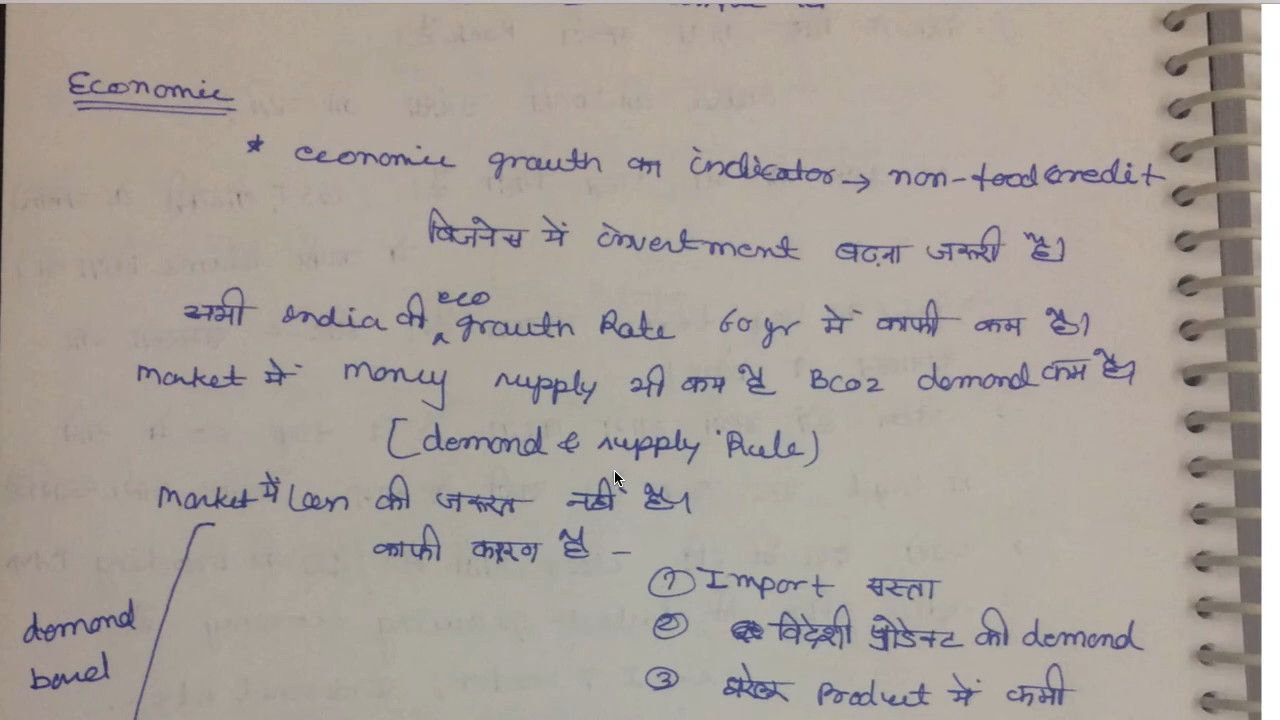 Economic
* economic growth का indicator → non-food credit
बिजनेस में investment बढ़ना जरूरी है।
अभी India की eco growth Rate 60 yr में काफी कम है।
market में money supply भी कम है BCO2 demand कम है।
[demand & supply Rule)
market में Loan की जरूरत नहीं है।
काफी कारण है –
① Import सस्ता
② विदेशी प्रोडेक्ट की demand
③ घरेलू Product में कमी
demand
based